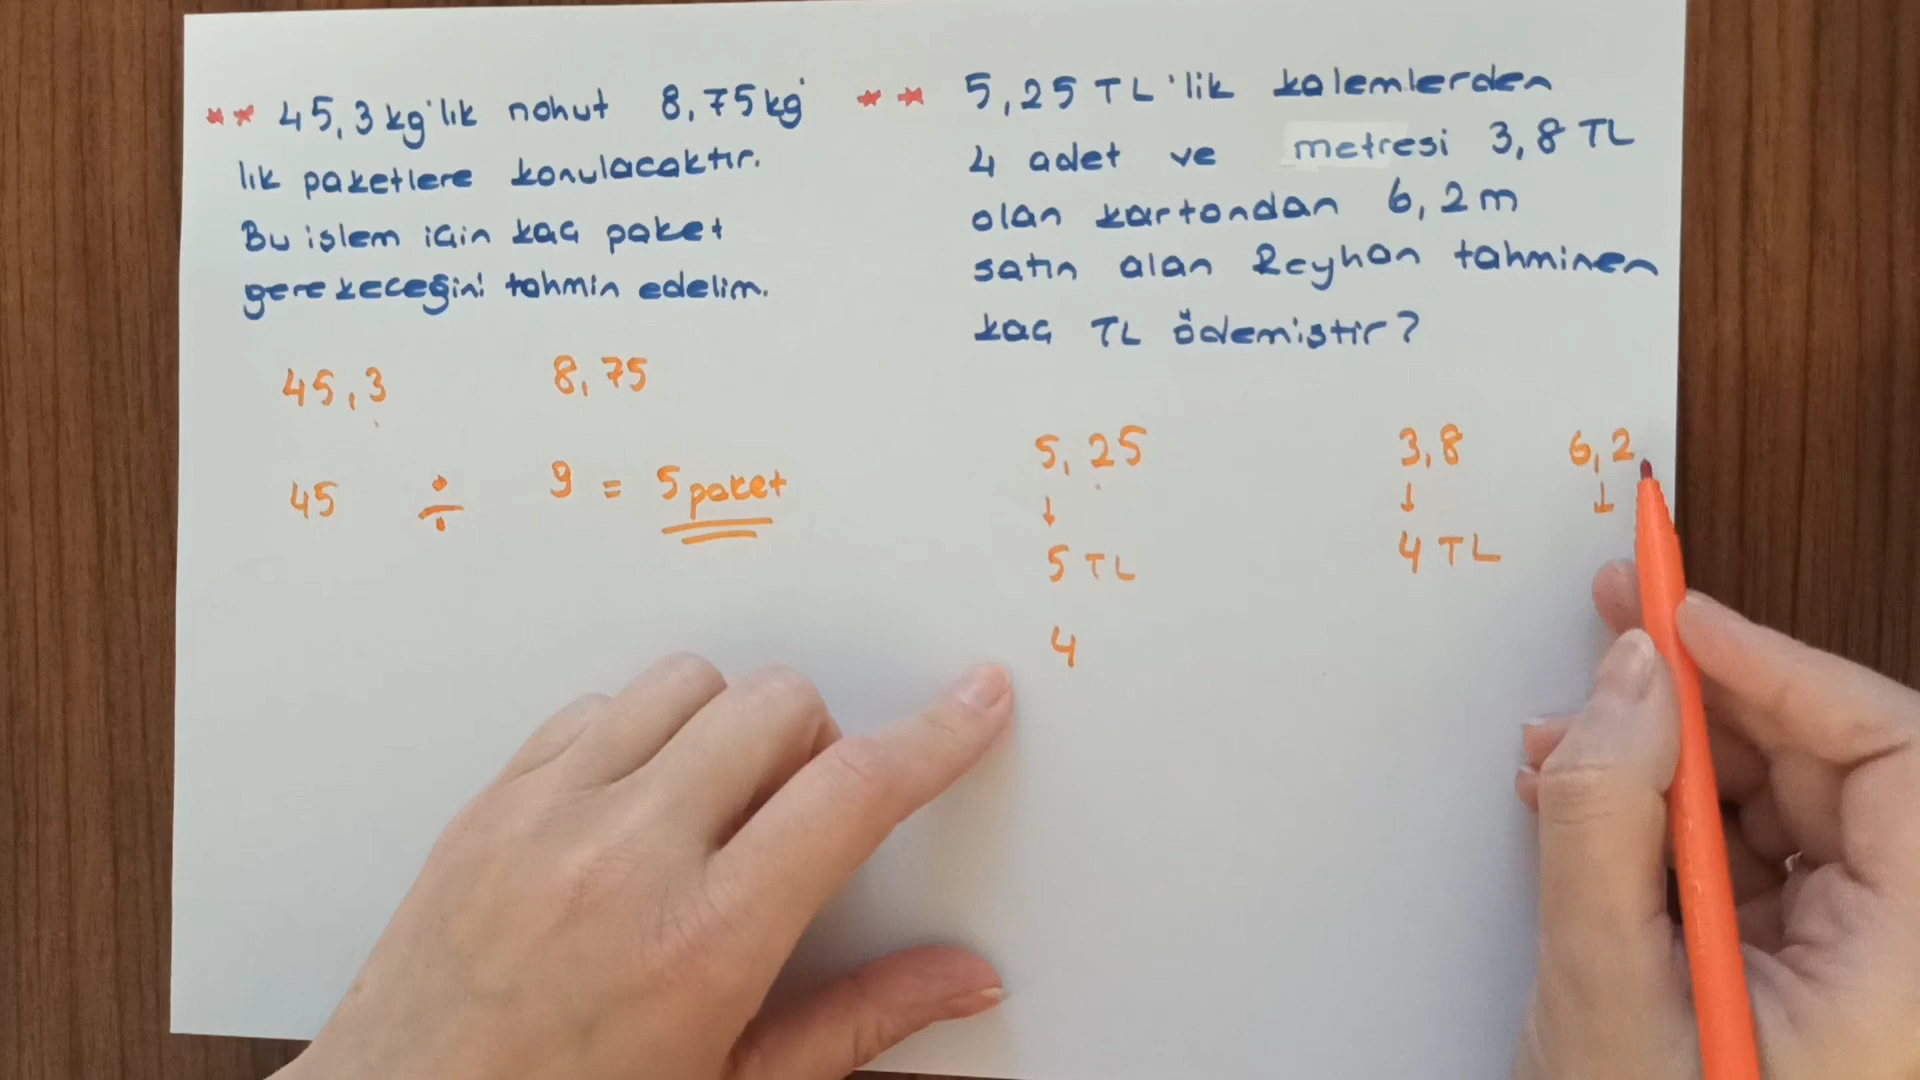 ** 45,3 kg'lık nohut 8,75 kg'
lık paketlere konulacaktır.
Bu işlem için kaç paket
gerekeceğini tahmin edelim.
45,3 8,75
45 ÷ 9 = 5 paket
** 5,25 TL'lik kalemlerden
4 adet ve metresi 3,8 TL
olan kartondan 6,2 m
satın alan Reyhan tahminen
kaç TL ödemiştir?
5,25 3,8 6,2
↓ ↓ ↓
5 TL 4 TL
4